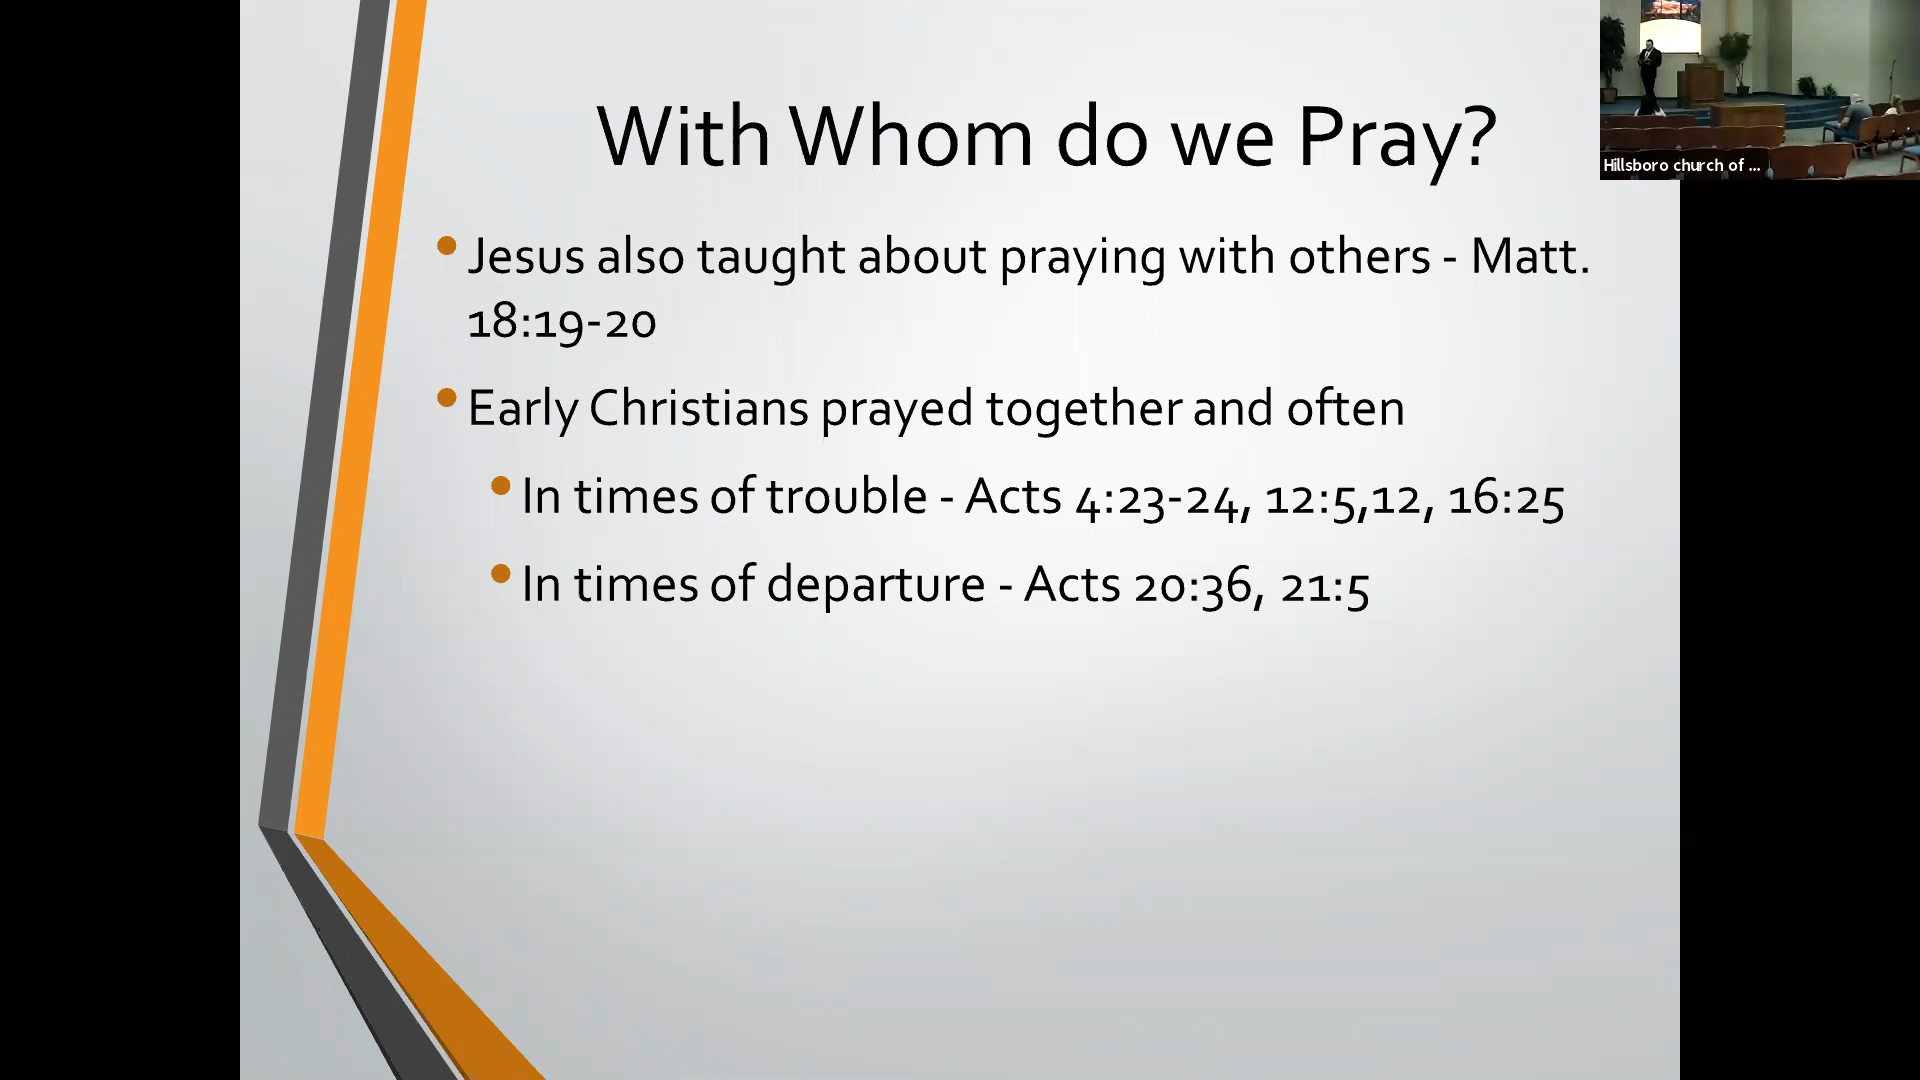 With Whom do we Pray?
Jesus also taught about praying with others - Matt.
18:19-20
Early Christians prayed together and often
In times of trouble - Acts 4:23-24, 12:5,12, 16:25
In times of departure - Acts 20:36, 21:5
Hillsboro church of ...